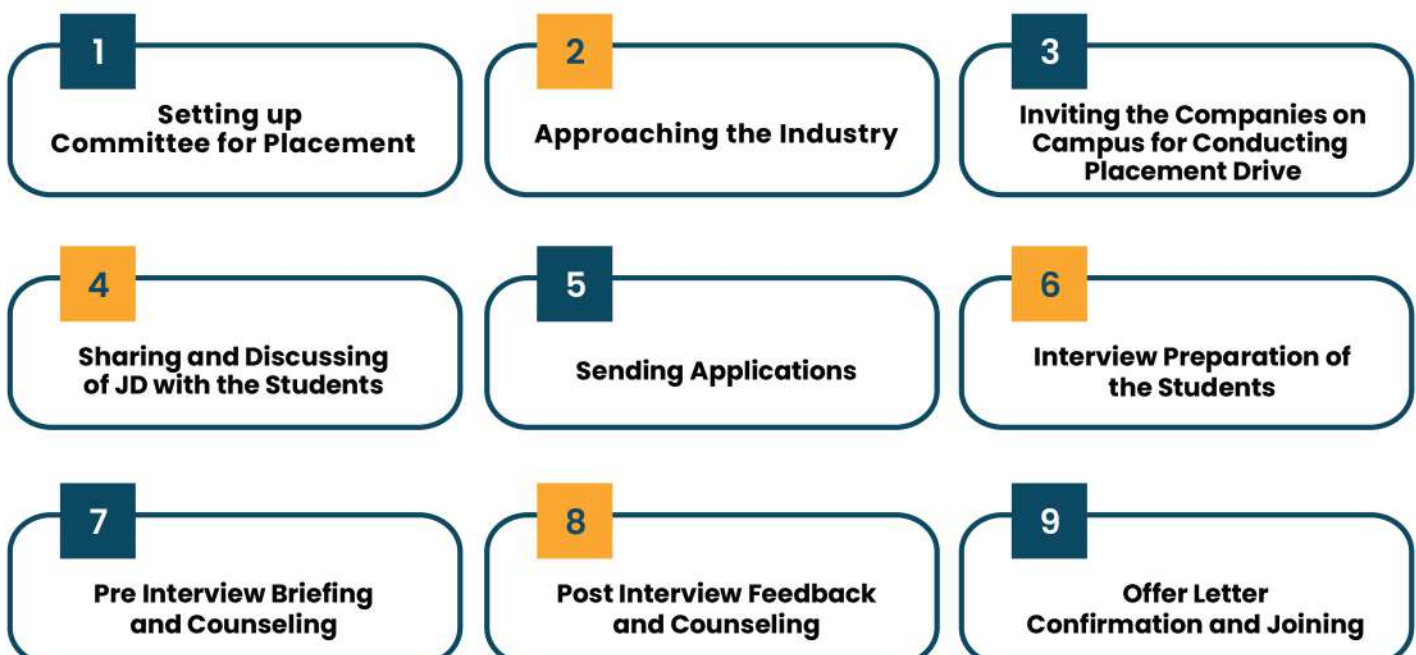 1
Setting up
Committee for Placement
2
Approaching the Industry
3
Inviting the Companies on
Campus for Conducting
Placement Drive
4
Sharing and Discussing
of JD with the Students
5
Sending Applications
6
Interview Preparation of
the Students
7
Pre Interview Briefing
and Counseling
8
Post Interview Feedback
and Counseling
9
Offer Letter
Confirmation and Joining